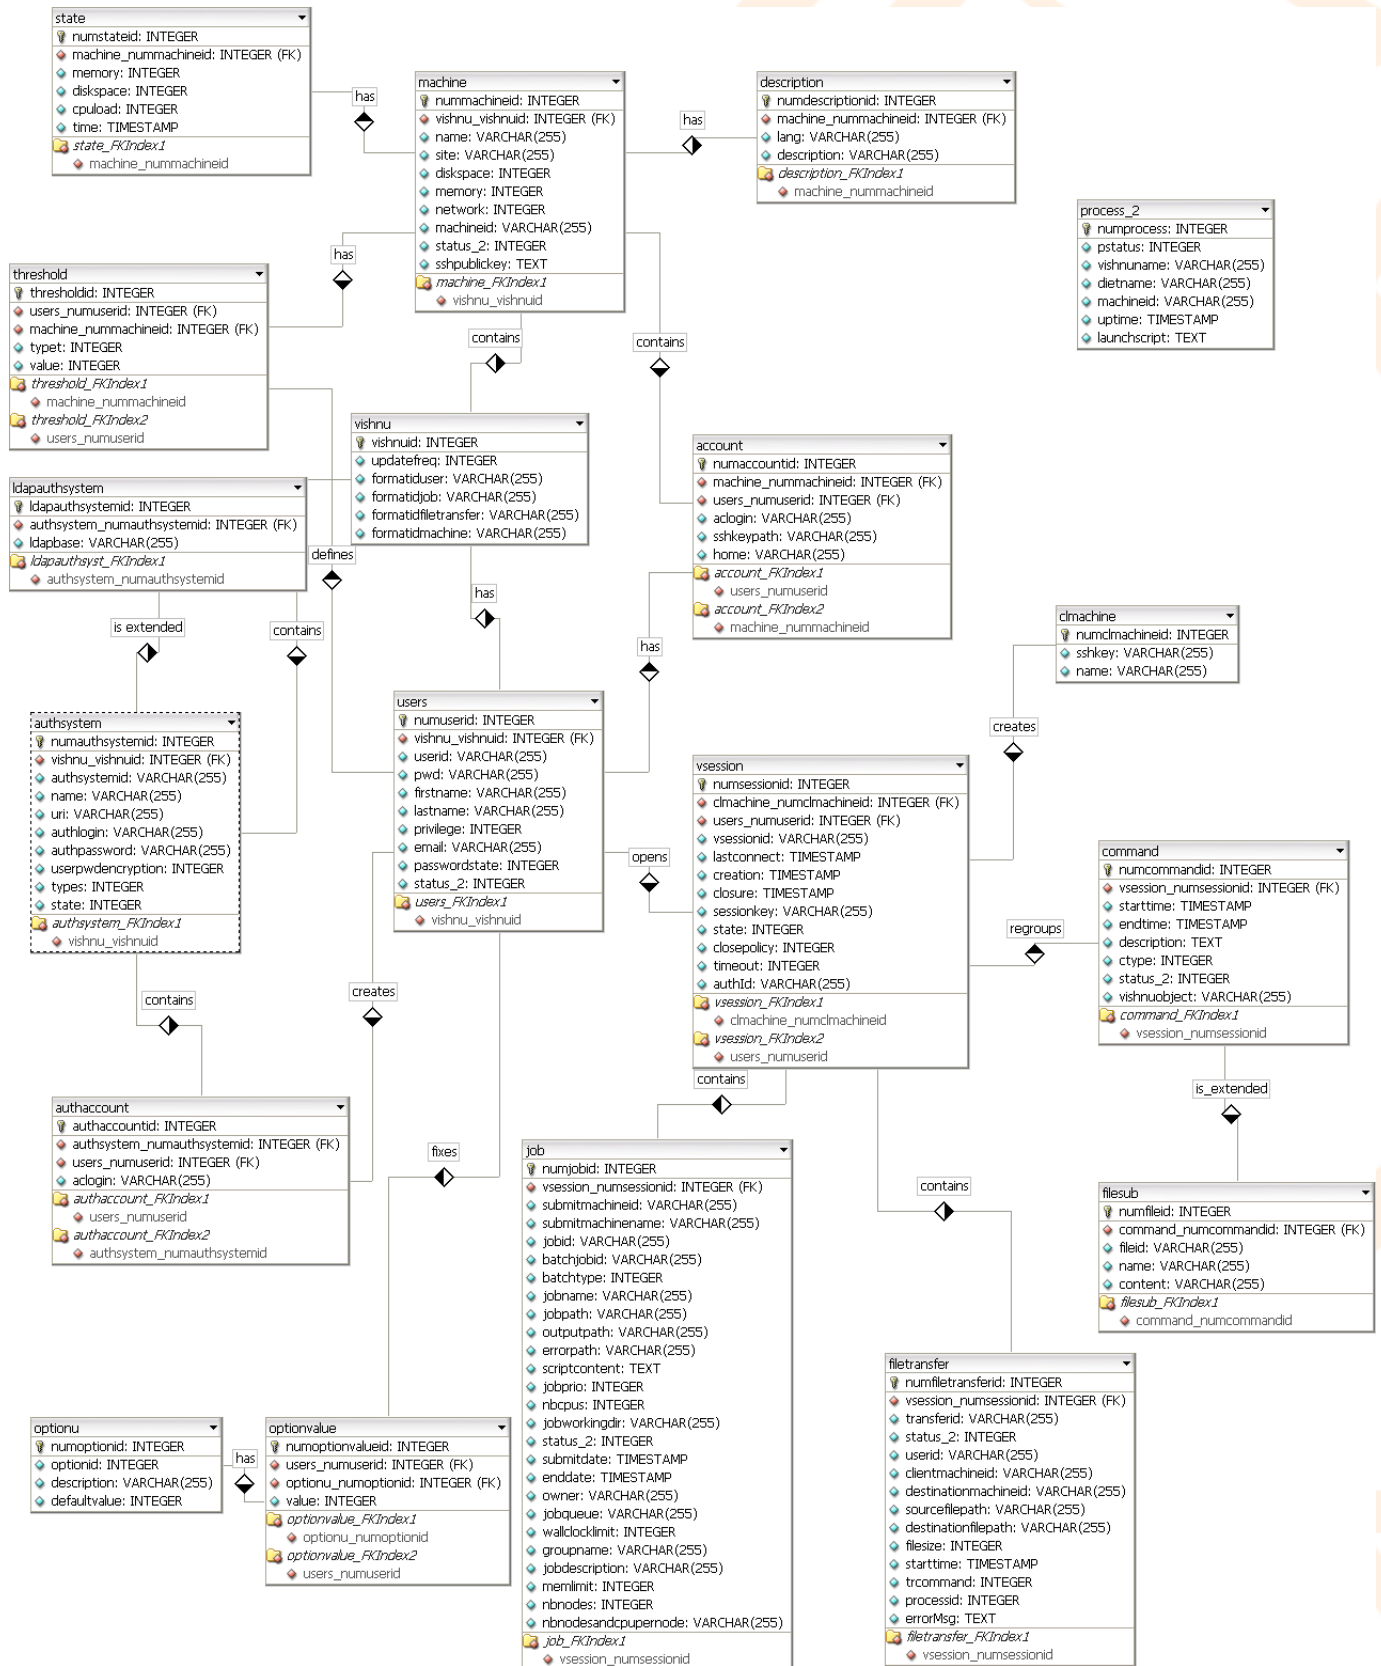 state
numstateid: INTEGER
machine_nummachineid: INTEGER (FK)
memory: INTEGER
diskspace: INTEGER
cpuload: INTEGER
time: TIMESTAMP
state_FKIndex1
machine_nummachineid
has
machine
nummachineid: INTEGER
vishnu_vishnuid: INTEGER (FK)
name: VARCHAR(255)
site: VARCHAR(255)
diskspace: INTEGER
memory: INTEGER
network: INTEGER
machineid: VARCHAR(255)
status_2: INTEGER
sshpublickey: TEXT
machine_FKIndex1
vishnu_vishnuid
has
description
numdescriptionid: INTEGER
machine_nummachineid: INTEGER (FK)
lang: VARCHAR(255)
description: VARCHAR(255)
description_FKIndex1
machine_nummachineid
process_2
numprocess: INTEGER
pstatus: INTEGER
vishnuname: VARCHAR(255)
dietname: VARCHAR(255)
machineid: VARCHAR(255)
uptime: TIMESTAMP
launchscript: TEXT
has
threshold
thresholdid: INTEGER
users_numuserid: INTEGER (FK)
machine_nummachineid: INTEGER (FK)
typet: INTEGER
value: INTEGER
threshold_FKIndex1
machine_nummachineid
threshold_FKIndex2
users_numuserid
contains
contains
vishnu
vishnuid: INTEGER
updatefreq: INTEGER
formatiduser: VARCHAR(255)
formatidjob: VARCHAR(255)
formatidfiletransfer: VARCHAR(255)
formatidmachine: VARCHAR(255)
account
numaccountid: INTEGER
machine_nummachineid: INTEGER (FK)
users_numuserid: INTEGER (FK)
aclogin: VARCHAR(255)
sshkeypath: VARCHAR(255)
home: VARCHAR(255)
account_FKIndex1
users_numuserid
account_FKIndex2
machine_nummachineid
ldapauthsystem
ldapauthsystemid: INTEGER
authsystem_numauthsystemid: INTEGER (FK)
ldapbase: VARCHAR(255)
ldapauthsyst_FKIndex1
authsystem_numauthsystemid
defines
has
is extended
contains
has
clmachine
numclmachineid: INTEGER
sshkey: VARCHAR(255)
name: VARCHAR(255)
creates
authsystem
numauthsystemid: INTEGER
vishnu_vishnuid: INTEGER (FK)
authsystemid: VARCHAR(255)
name: VARCHAR(255)
uri: VARCHAR(255)
authlogin: VARCHAR(255)
authpassword: VARCHAR(255)
userpwdencryption: INTEGER
types: INTEGER
state: INTEGER
authsystem_FKIndex1
vishnu_vishnuid
users
numuserid: INTEGER
vishnu_vishnuid: INTEGER (FK)
userid: VARCHAR(255)
pwd: VARCHAR(255)
firstname: VARCHAR(255)
lastname: VARCHAR(255)
privilege: INTEGER
email: VARCHAR(255)
passwordstate: INTEGER
status_2: INTEGER
users_FKIndex1
vishnu_vishnuid
opens
vsession
numsessionid: INTEGER
clmachine_numclmachineid: INTEGER (FK)
users_numuserid: INTEGER (FK)
vsessionid: VARCHAR(255)
lastconnect: TIMESTAMP
creation: TIMESTAMP
closure: TIMESTAMP
sessionkey: VARCHAR(255)
state: INTEGER
closepolicy: INTEGER
timeout: INTEGER
authId: VARCHAR(255)
vsession_FKIndex1
clmachine_numclmachineid
vsession_FKIndex2
users_numuserid
regroups
command
numcommandid: INTEGER
vsession_numsessionid: INTEGER (FK)
starttime: TIMESTAMP
endtime: TIMESTAMP
description: TEXT
ctype: INTEGER
status_2: INTEGER
vishnuobject: VARCHAR(255)
command_FKIndex1
vsession_numsessionid
contains
creates
contains
is_extended
authaccount
authaccountid: INTEGER
authsystem_numauthsystemid: INTEGER (FK)
users_numuserid: INTEGER (FK)
aclogin: VARCHAR(255)
authaccount_FKIndex1
users_numuserid
authaccount_FKIndex2
authsystem_numauthsystemid
fixes
job
numjobid: INTEGER
vsession_numsessionid: INTEGER (FK)
submitmachineid: VARCHAR(255)
submitmachinename: VARCHAR(255)
jobid: VARCHAR(255)
batchjobid: VARCHAR(255)
batchtype: INTEGER
jobname: VARCHAR(255)
jobpath: VARCHAR(255)
outputpath: VARCHAR(255)
errorpath: VARCHAR(255)
scriptcontent: TEXT
jobprio: INTEGER
nbcpus: INTEGER
jobworkingdir: VARCHAR(255)
status_2: INTEGER
submitdate: TIMESTAMP
enddate: TIMESTAMP
owner: VARCHAR(255)
jobqueue: VARCHAR(255)
wallclocklimit: INTEGER
groupname: VARCHAR(255)
jobdescription: VARCHAR(255)
memlimit: INTEGER
nbnodes: INTEGER
nbnodesandcpupernode: VARCHAR(255)
job_FKIndex1
vsession_numsessionid
contains
filesub
numfileid: INTEGER
command_numcommandid: INTEGER (FK)
fileid: VARCHAR(255)
name: VARCHAR(255)
content: VARCHAR(255)
filesub_FKIndex1
command_numcommandid
filetransfer
numfiletransferid: INTEGER
vsession_numsessionid: INTEGER (FK)
transferid: VARCHAR(255)
status_2: INTEGER
userid: VARCHAR(255)
clientmachineid: VARCHAR(255)
destinationmachineid: VARCHAR(255)
sourcefilepath: VARCHAR(255)
destinationfilepath: VARCHAR(255)
filesize: INTEGER
starttime: TIMESTAMP
trcommand: INTEGER
processid: INTEGER
errorMsg: TEXT
filetransfer_FKIndex1
vsession_numsessionid
optionu
numoptionid: INTEGER
optionid: INTEGER
description: VARCHAR(255)
defaultvalue: INTEGER
has
optionvalue
numoptionvalueid: INTEGER
users_numuserid: INTEGER (FK)
optionu_numoptionid: INTEGER (FK)
value: INTEGER
optionvalue_FKIndex1
optionu_numoptionid
optionvalue_FKIndex2
users_numuserid